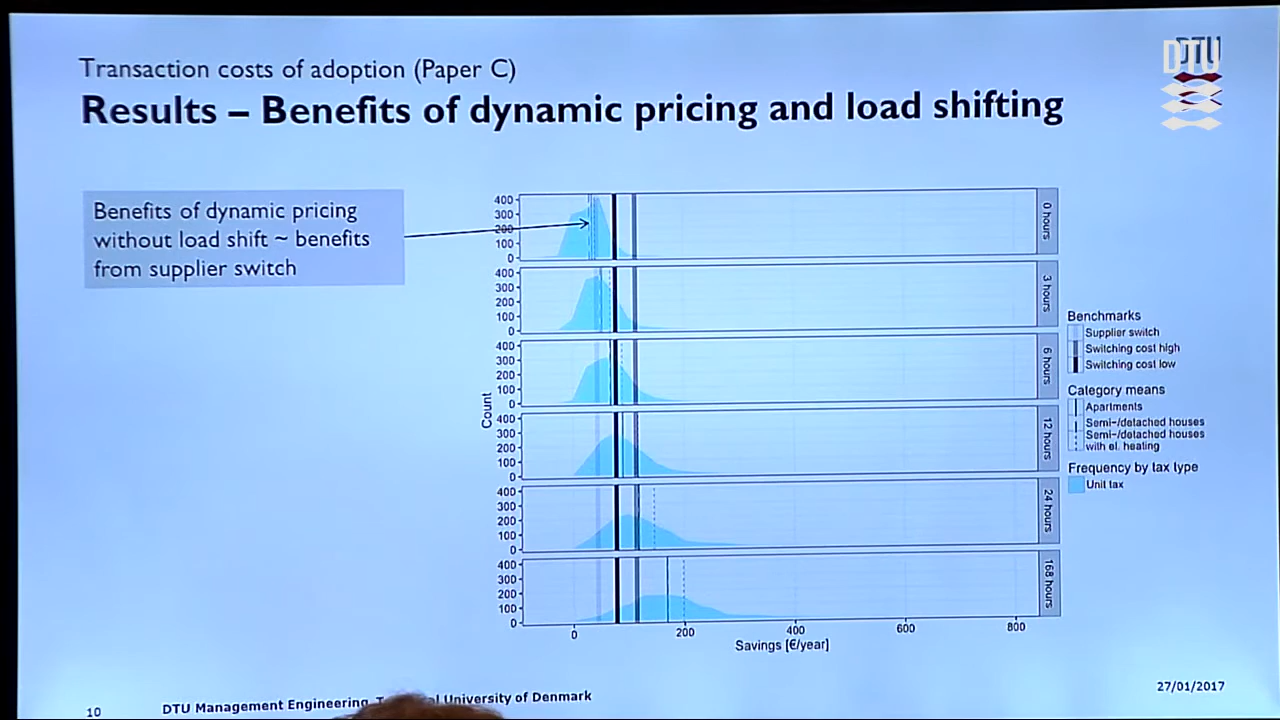 Transaction costs of adoption (Paper C)
Results – Benefits of dynamic pricing and load shifting
DTU
DTU
Benefits of dynamic pricing
without load shift ~ benefits
from supplier switch
Count
400
300
200
100
0
0 hours
400
300
200
100
0
3 hours
400
300
200
100
0
6 hours
400
300
200
100
0
12 hours
400
300
200
100
0
24 hours
400
300
200
100
0
168 hours
0
200
400
600
800
Savings [€/year]
Benchmarks
Supplier switch
Switching cost high
Switching cost low
Category means
Apartments
Semi-/detached houses
Semi-/detached houses
with el. heating
Frequency by tax type
Unit tax
10
DTU Management Engineering, University of Denmark
27/01/2017